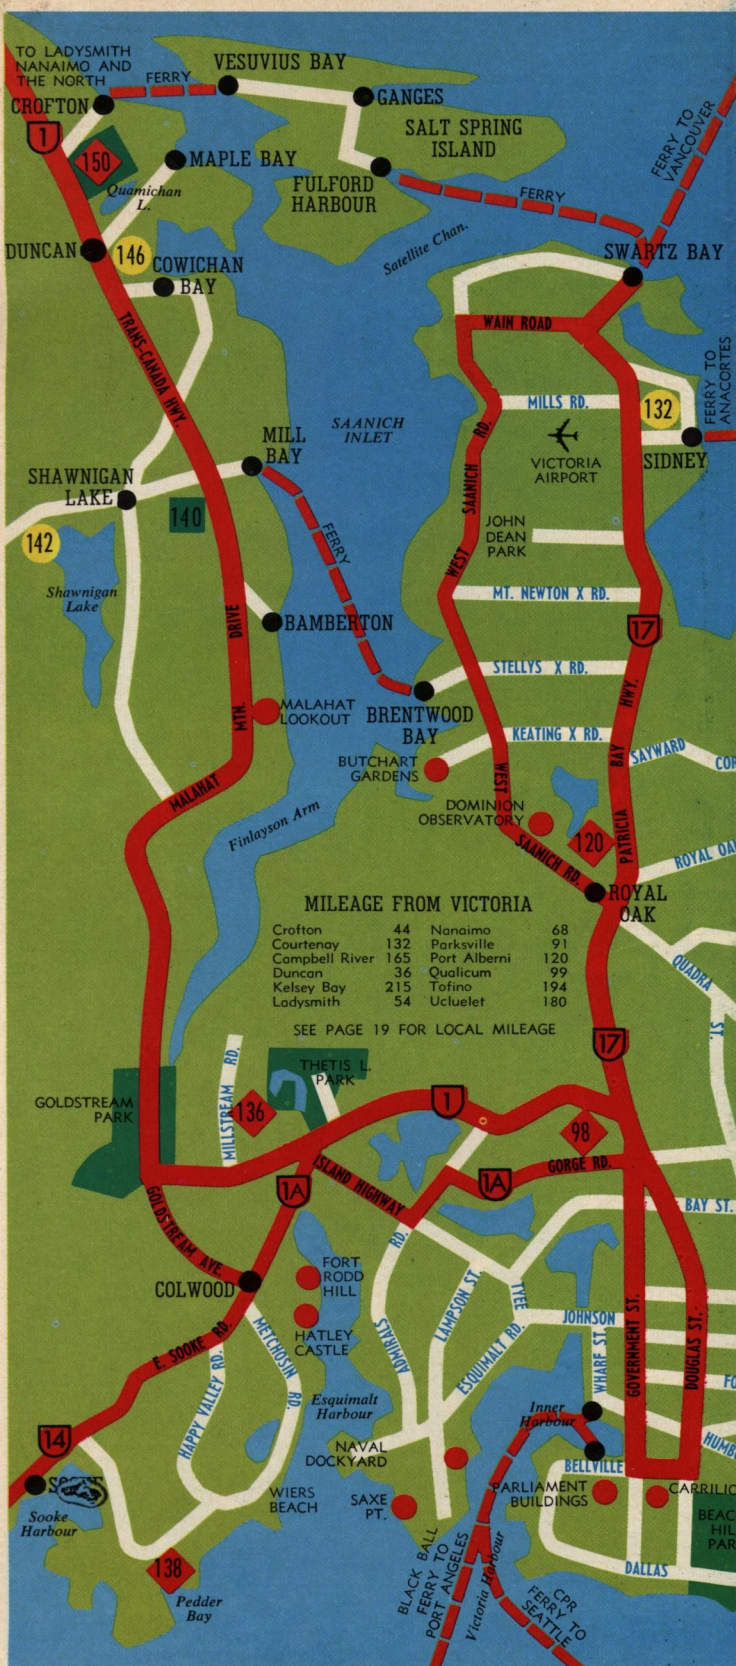 TO LADYSMITH
NANAIMO AND
THE NORTH
FERRY
VESUVIUS BAY
CROFTON
GANGES
1
150
MAPLE BAY
SALT SPRING
ISLAND
FERRY TO
VANCOUVER
Quamichan
L.
FULFORD
HARBOUR
FERRY
DUNCAN
146
COWICHAN
BAY
Satellite Chan.
SWARTZ BAY
TRANS-CANADA HWY.
WAIN ROAD
FERRY TO
ANACORTES
MILLS RD.
132
SAANICH
INLET
MILL
BAY
VICTORIA
AIRPORT
SIDNEY
SHAWNIGAN
LAKE
140
142
FERRY
WEST SAANICH RD.
JOHN
DEAN
PARK
Shawnigan
Lake
MT. NEWTON X RD.
BAMBERTON
17
STELLYS X RD.
MALAHAT
LOOKOUT
BRENTWOOD
BAY
KEATING X RD.
SAYWARD
COR
BUTCHART
GARDENS
MALAHAT MTN. DRIVE
WEST SAANICH RD.
PATRICIA BAY HWY.
DOMINION
OBSERVATORY
120
Finlayson Arm
ROYAL OA
ROYAL
OAK
MILEAGE FROM VICTORIA
Crofton 44 Nanaimo 68
Courtenay 132 Parksville 91
Campbell River 165 Port Alberni 120
Duncan 36 Qualicum 99
Kelsey Bay 215 Tofino 194
Ladysmith 54 Ucluelet 180
SEE PAGE 19 FOR LOCAL MILEAGE
QUADRA ST.
17
THETIS L.
PARK
MILLSTREAM RD.
GOLDSTREAM
PARK
136
1
98
GORGE RD.
1A
ISLAND HIGHWAY
1A
BAY ST.
GOLDSTREAM AVE.
COLWOOD
FORT
RODD
HILL
HATLEY
CASTLE
ADMIRALS RD.
LAMPSON ST.
TYEE
ESQUIMALT RD.
JOHNSON
WHARF ST.
GOVERNMENT ST.
DOUGLAS ST.
E. SOOKE RD.
METCHOSIN RD.
HAPPY VALLEY RD.
FO
Esquimalt
Harbour
Inner
Harbour
HUMB
14
NAVAL
DOCKYARD
BELLVILLE
WIERS
BEACH
SAXE
PT.
PARLIAMENT
BUILDINGS
CARRILLO
Sooke
Harbour
BEAC
HIL
PAR
138
Pedder
Bay
BLACK BALL
FERRY TO
PORT ANGELES
Victoria Harbour
CPR
FERRY TO
SEATTLE
DALLAS